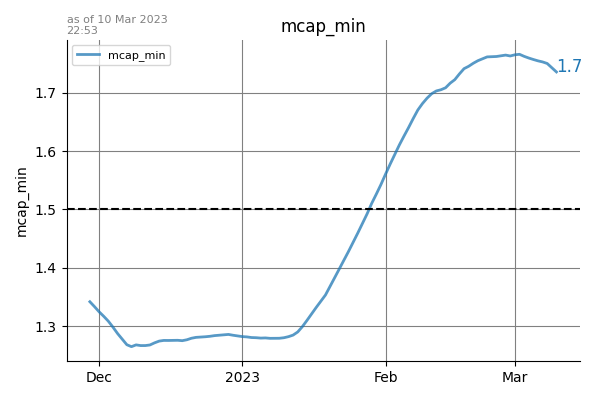 as of 10 Mar 2023
22:53
mcap_min
mcap_min
1.7
1.7
1.6
1.5
1.4
1.3
mcap_min
Dec
2023
Feb
Mar